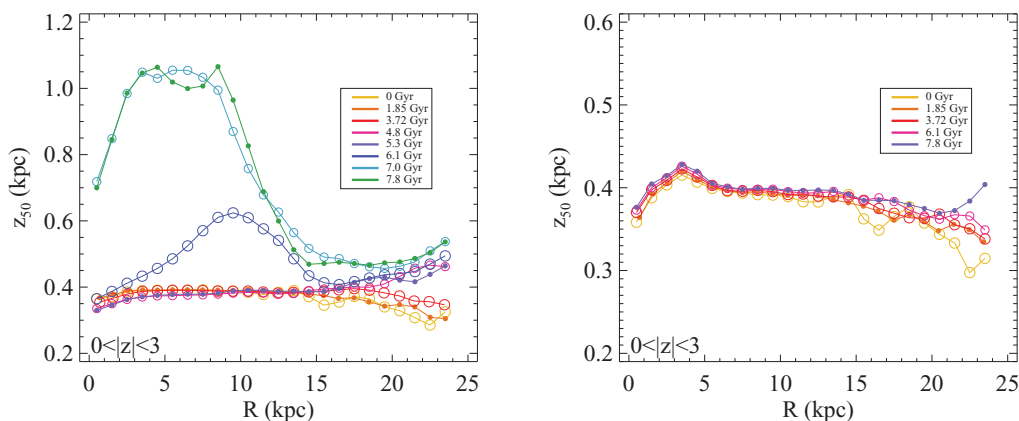 1.2
1.0
0.8
0.6
0.4
0.2
z50 (kpc)
0 Gyr
1.85 Gyr
3.72 Gyr
4.8 Gyr
5.3 Gyr
6.1 Gyr
7.0 Gyr
7.8 Gyr
0<|z|<3
0 5 10 15 20 25
R (kpc)
0.6
0.5
0.4
0.3
0.2
z50 (kpc)
0 Gyr
1.85 Gyr
3.72 Gyr
6.1 Gyr
7.8 Gyr
0<|z|<3
0 5 10 15 20 25
R (kpc)